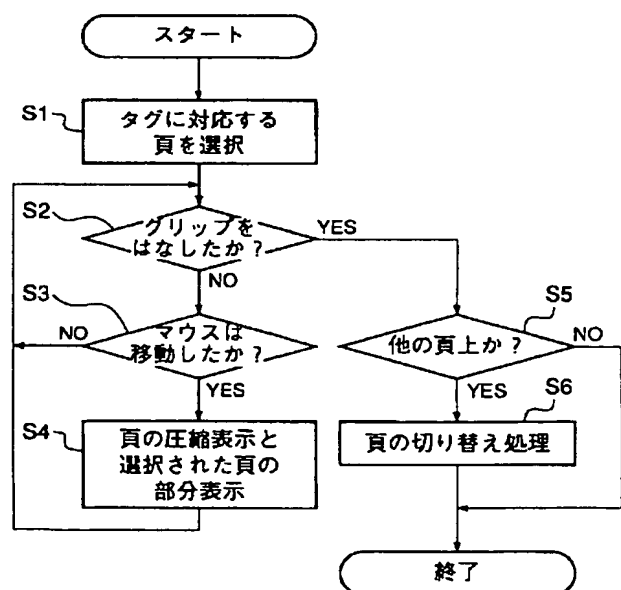 スタート
S1
タグに対応する
頁を選択
S2
グリップを
はなしたか？
YES
NO
S3
マウスは
移動したか？
NO
YES
S4
頁の圧縮表示と
選択された頁の
部分表示
S5
他の頁上か？
NO
YES
S6
頁の切り替え処理
終了